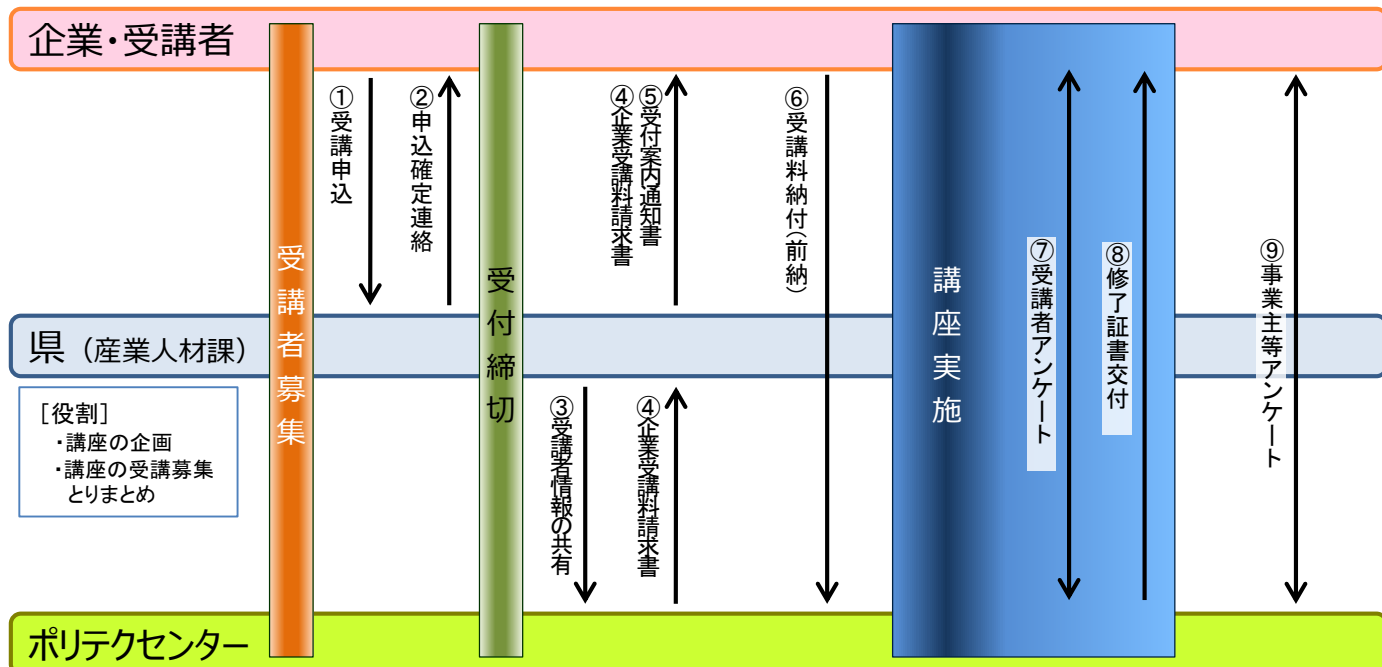 企業・受講者
受講者募集
①受講申込
②申込確定連絡
受付締切
⑤受付案内通知書
④企業受講料請求書
⑥受講料納付(前納)
講座実施
⑦受講者アンケート
⑧修了証書交付
⑨事業主等アンケート
県（産業人材課）
［役割］
・講座の企画
・講座の受講募集
とりまとめ
③受講者情報の共有
④企業受講料請求書
ポリテクセンター